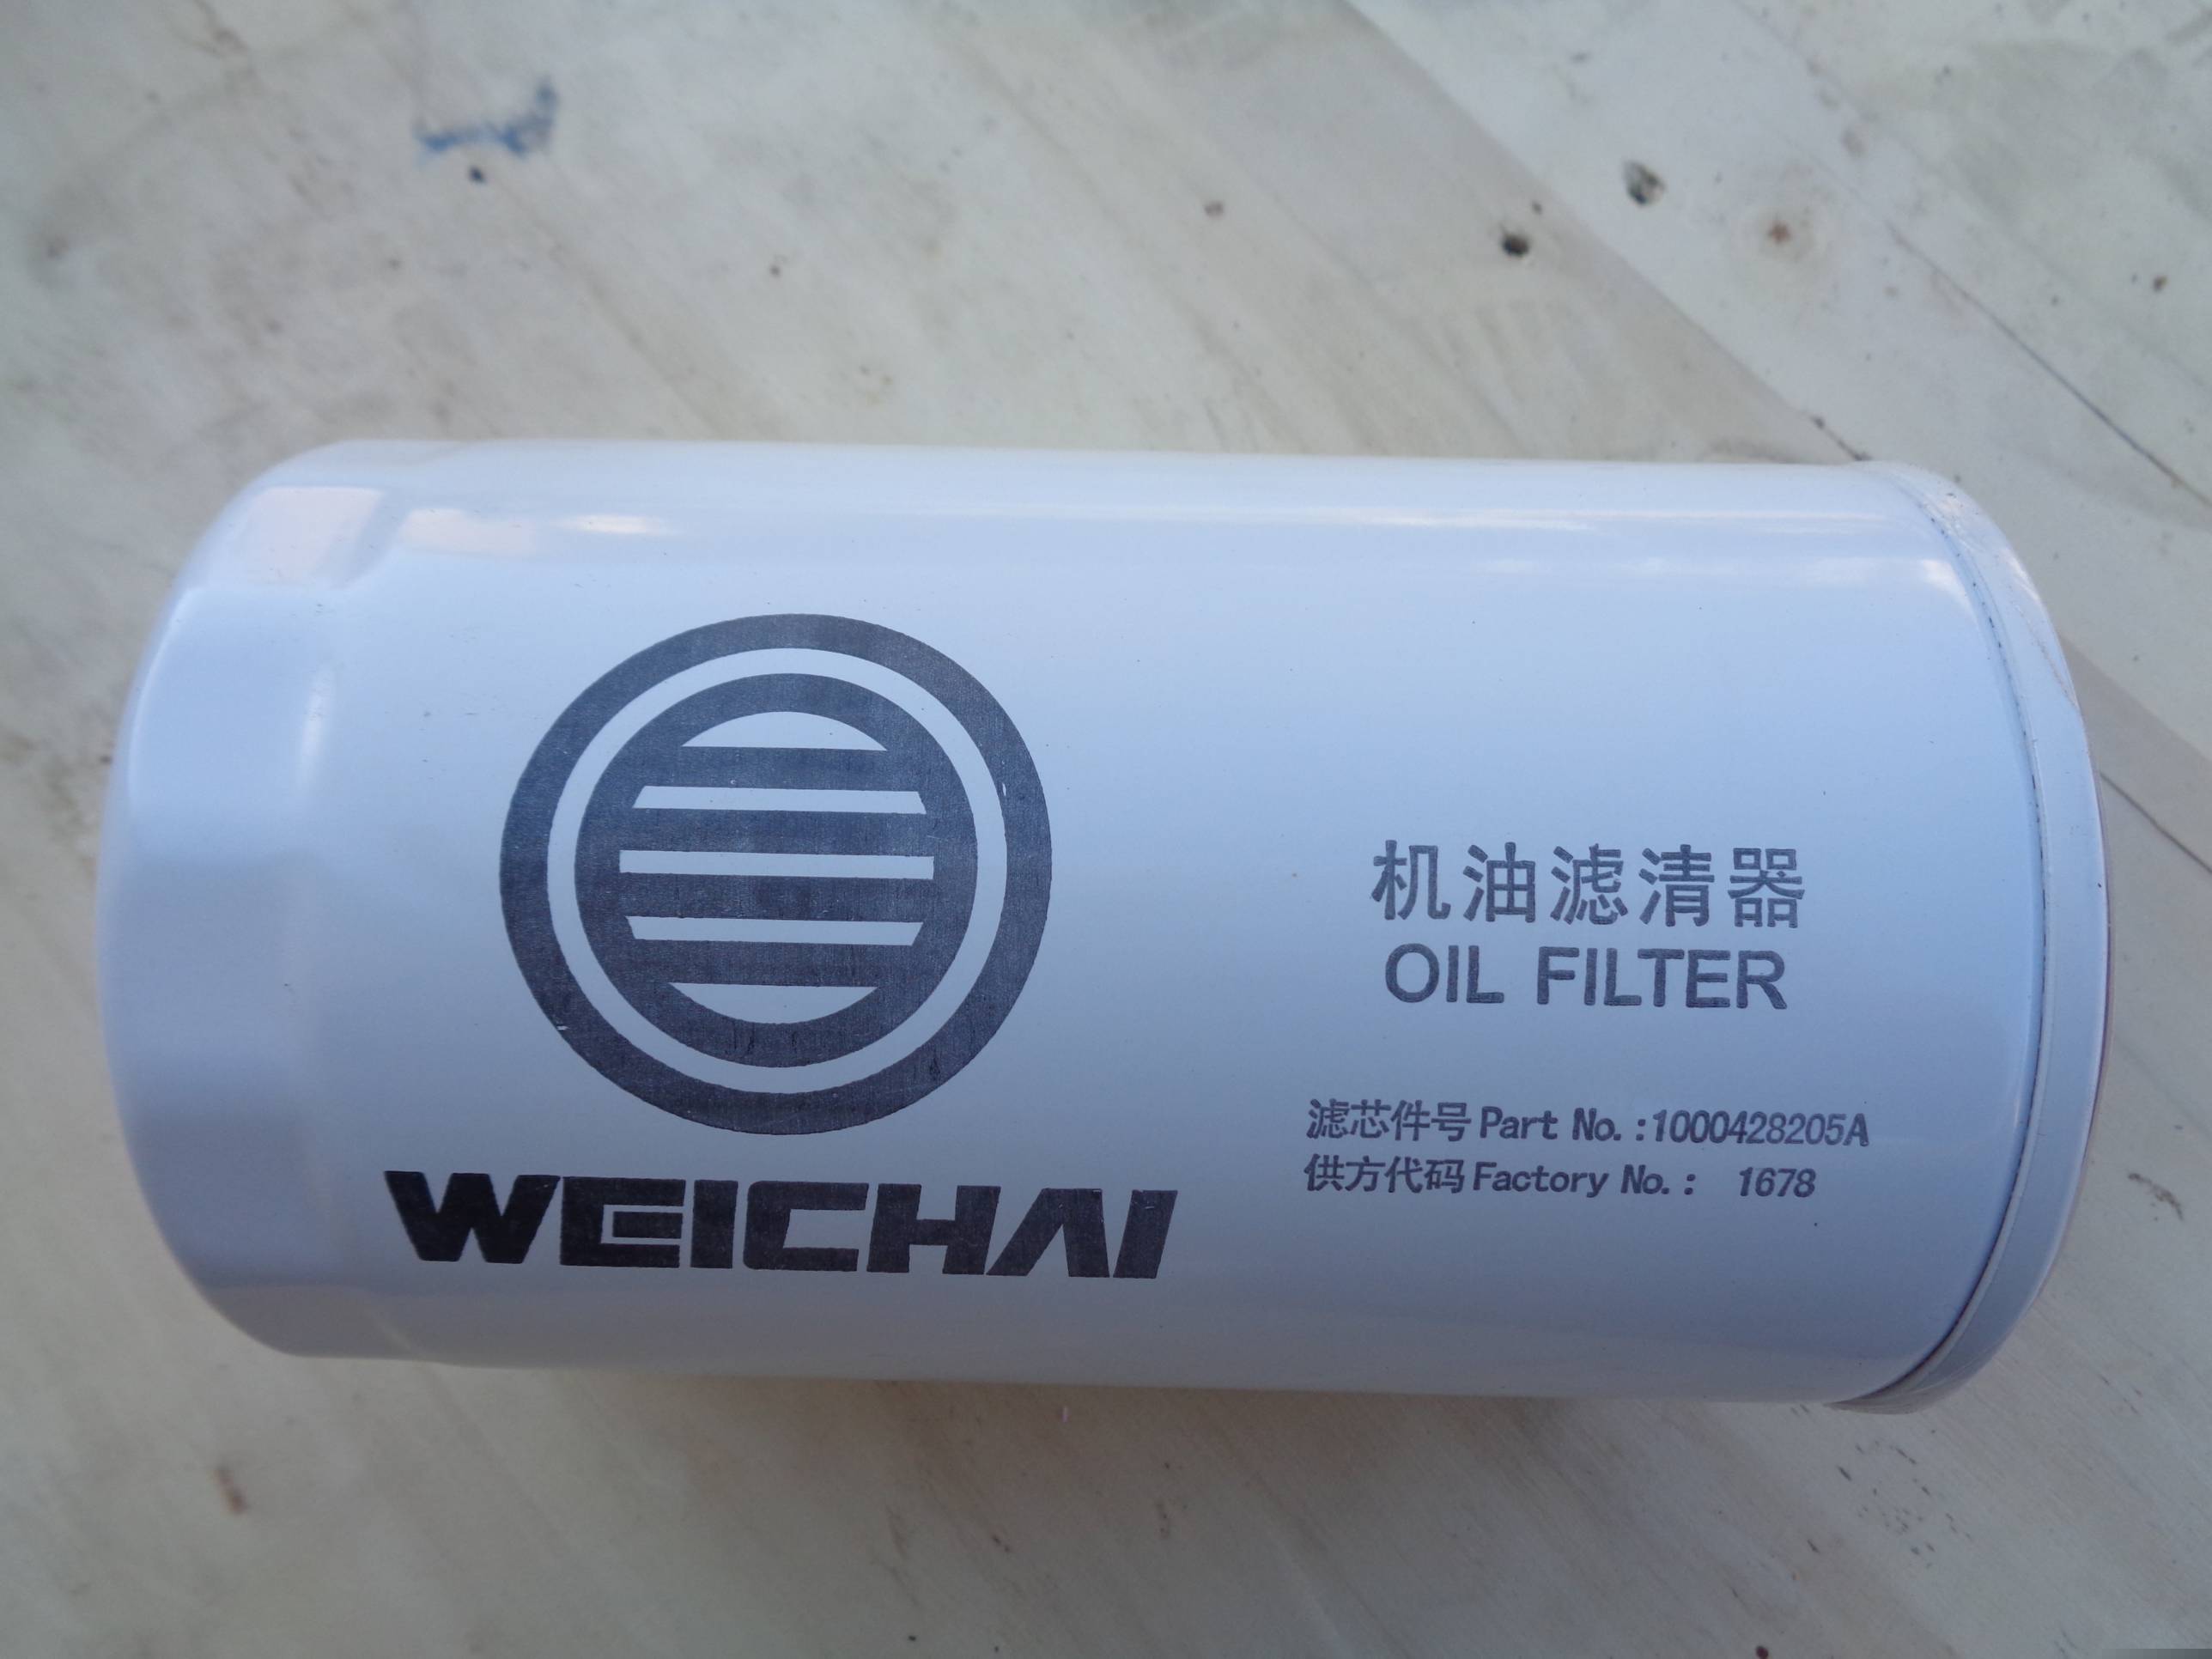 WEICHAI
机油滤清器
OIL FILTER
滤芯件号 Part No.:1000428205A
供方代码 Factory No.: 1678